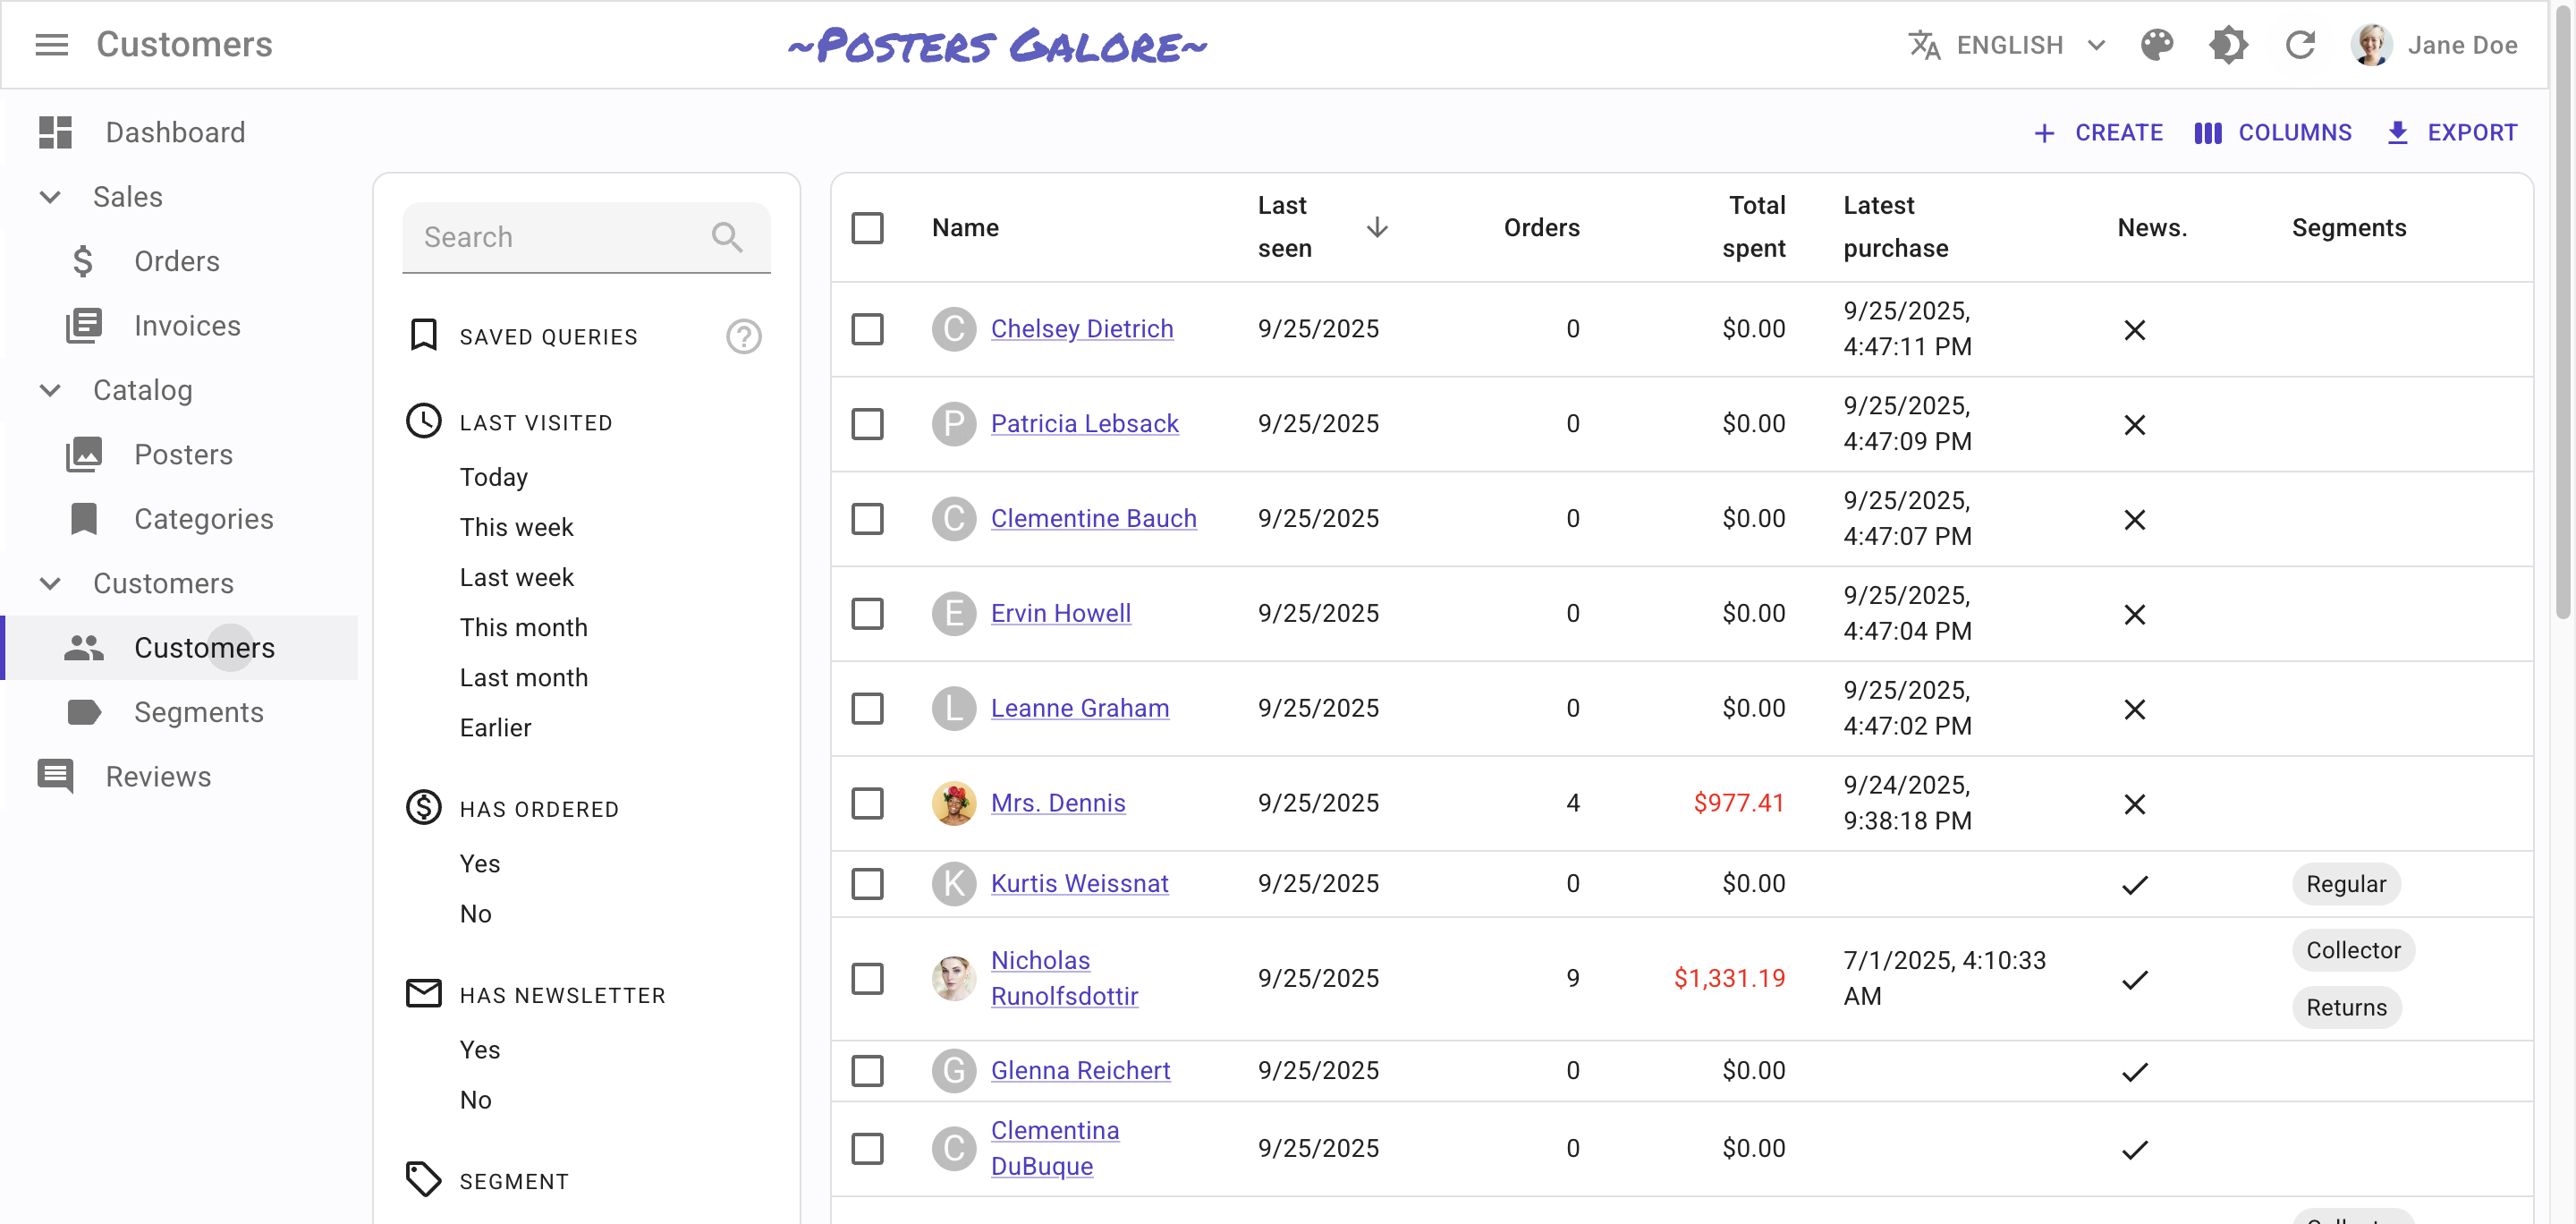 Customers
~Posters Galore~
ENGLISH
Jane Doe
Dashboard
Sales
Orders
Invoices
Catalog
Posters
Categories
Customers
Customers
Segments
Reviews
CREATE
COLUMNS
EXPORT
Search
SAVED QUERIES
?
LAST VISITED
Today
This week
Last week
This month
Last month
Earlier
HAS ORDERED
Yes
No
HAS NEWSLETTER
Yes
No
SEGMENT
Name Last seen Orders Total spent Latest purchase News. Segments
C Chelsey Dietrich 9/25/2025 0 $0.00 9/25/2025, 4:47:11 PM
P Patricia Lebsack 9/25/2025 0 $0.00 9/25/2025, 4:47:09 PM
C Clementine Bauch 9/25/2025 0 $0.00 9/25/2025, 4:47:07 PM
E Ervin Howell 9/25/2025 0 $0.00 9/25/2025, 4:47:04 PM
L Leanne Graham 9/25/2025 0 $0.00 9/25/2025, 4:47:02 PM
Mrs. Dennis 9/25/2025 4 $977.41 9/24/2025, 9:38:18 PM
K Kurtis Weissnat 9/25/2025 0 $0.00 Regular
Nicholas Runolfsdottir 9/25/2025 9 $1,331.19 7/1/2025, 4:10:33 AM Collector Returns
G Glenna Reichert 9/25/2025 0 $0.00
C Clementina DuBuque 9/25/2025 0 $0.00